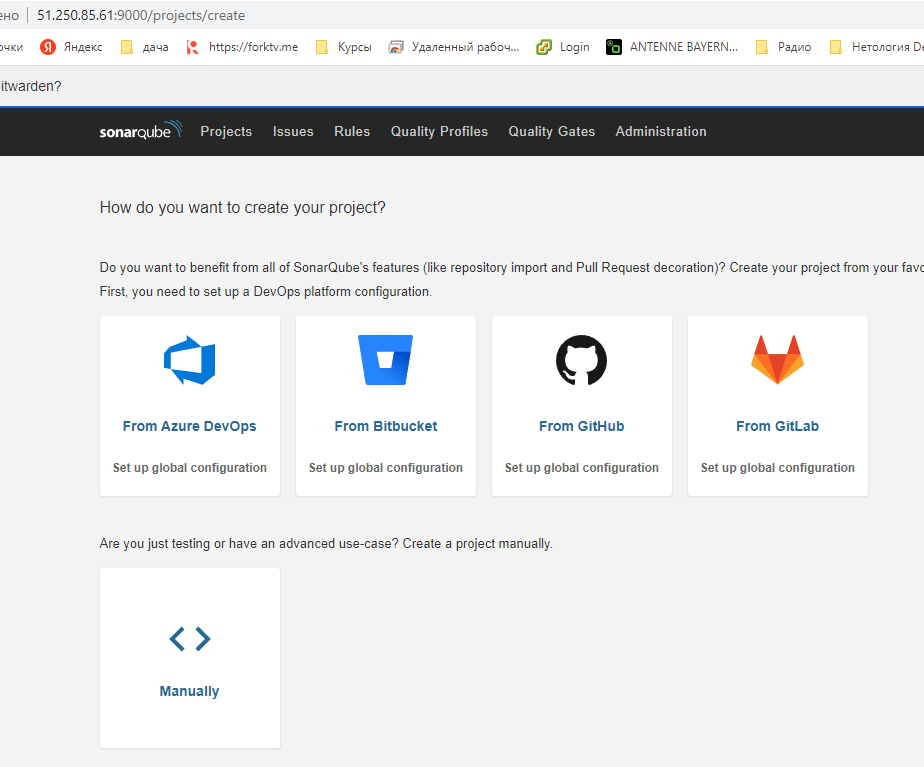 ено 51.250.85.61:9000/projects/create
очки Яндекс дача https://forktv.me Курсы Удаленный рабоч... Login ANTENNE BAYERN... Радио Нетология De
itwarden?
sonarqube Projects Issues Rules Quality Profiles Quality Gates Administration
How do you want to create your project?
Do you want to benefit from all of SonarQube's features (like repository import and Pull Request decoration)? Create your project from your favo
First, you need to set up a DevOps platform configuration.
From Azure DevOps From Bitbucket From GitHub From GitLab
Set up global configuration Set up global configuration Set up global configuration Set up global configuration
Are you just testing or have an advanced use-case? Create a project manually.
Manually